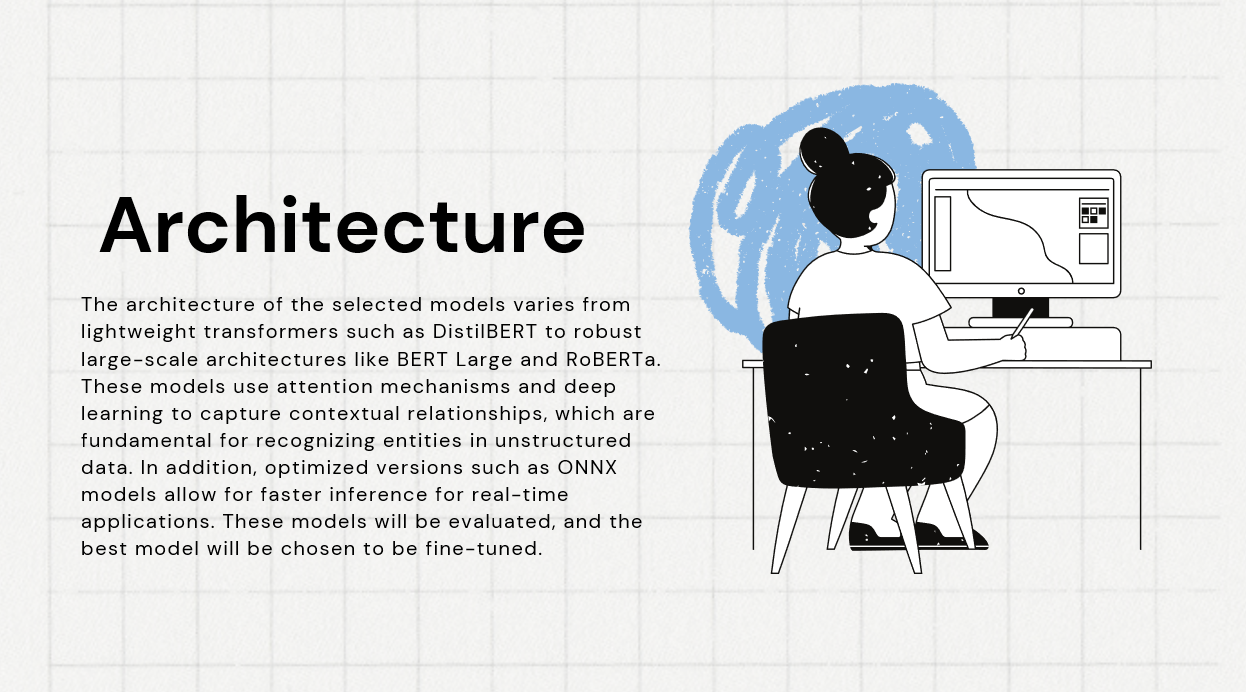 Architecture
The architecture of the selected models varies from
lightweight transformers such as DistilBERT to robust
large-scale architectures like BERT Large and RoBERTa.
These models use attention mechanisms and deep
learning to capture contextual relationships, which are
fundamental for recognizing entities in unstructured
data. In addition, optimized versions such as ONNX
models allow for faster inference for real-time
applications. These models will be evaluated, and the
best model will be chosen to be fine-tuned.